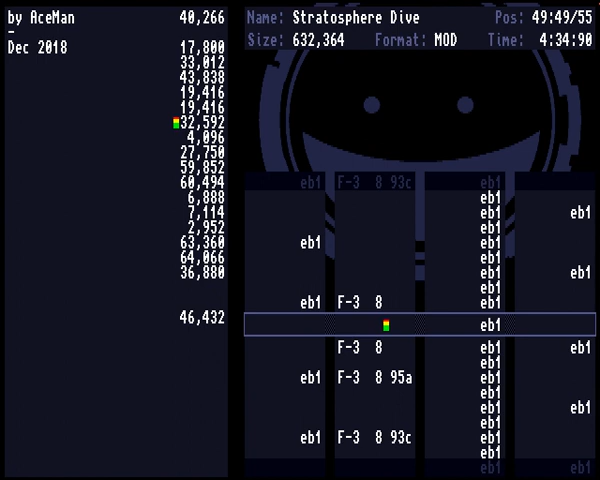 by AceMan 40,266
-
Dec 2018 17,800
33,012
43,838
19,416
19,416
32,592
4,096
27,750
59,852
60,494
6,888
7,114
2,952
63,360
64,066
36,880
46,432
Name: Stratosphere Dive Pos: 49:49/55
Size: 632,364 Format: MOD Time: 4:34:90
eb1 F-3 8 93c eb1
eb1
eb1 eb1
eb1
eb1 eb1
eb1
eb1 eb1
eb1
eb1 F-3 8 eb1
eb1
F-3 8 eb1 eb1
eb1
eb1 F-3 8 95a eb1
eb1
eb1 eb1
eb1
eb1 F-3 8 93c eb1
eb1
eb1 eb1